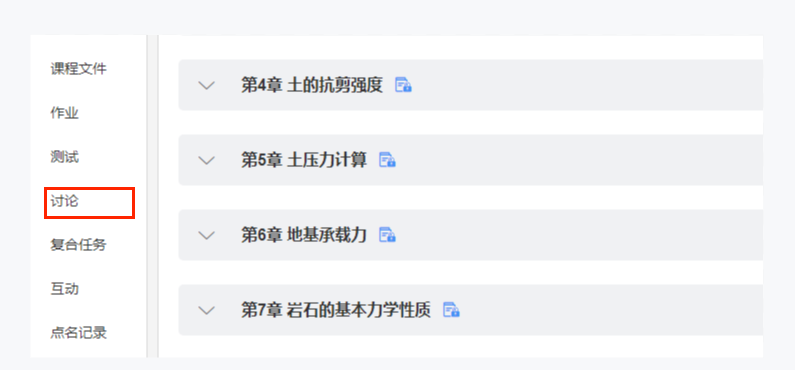 课程文件
作业
测试
讨论
复合任务
互动
点名记录
第4章 土的抗剪强度
第5章 土压力计算
第6章 地基承载力
第7章 岩石的基本力学性质